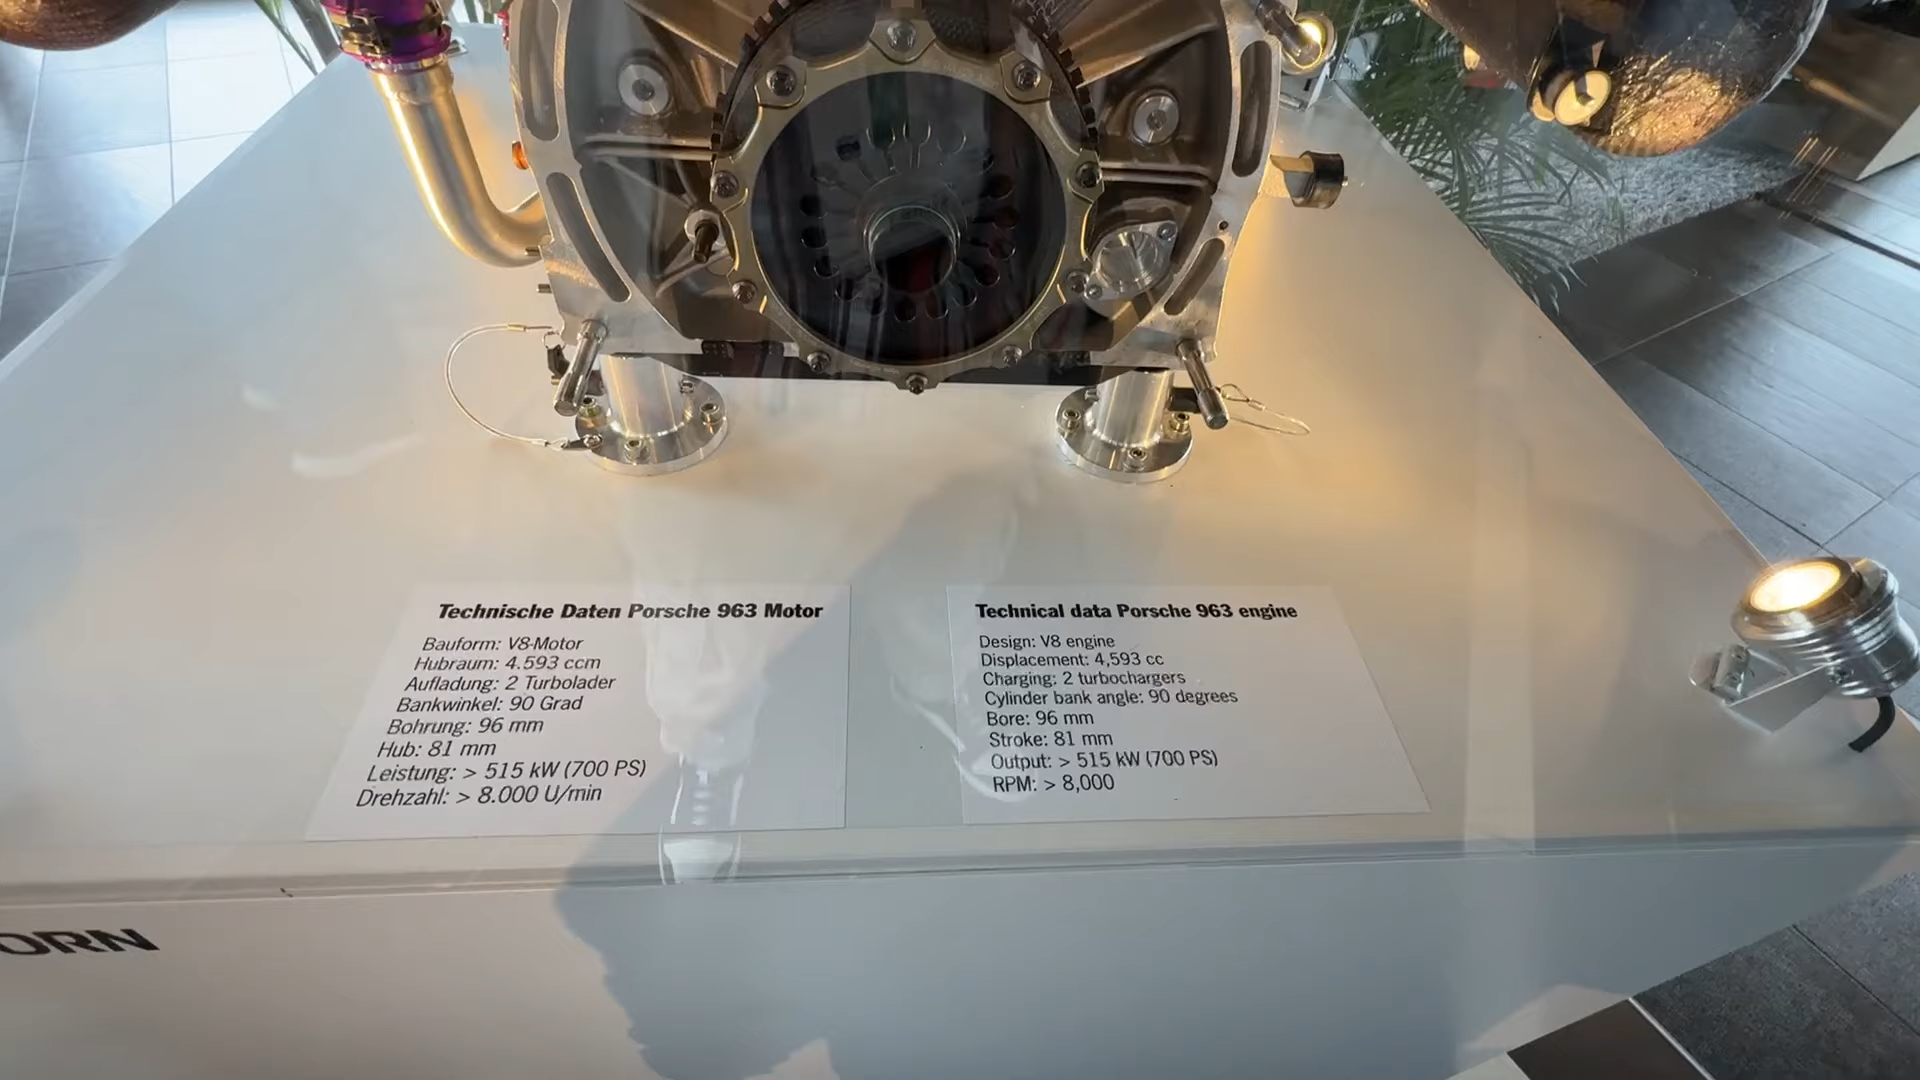 Technische Daten Porsche 963 Motor
Bauform: V8-Motor
Hubraum: 4.593 ccm
Aufladung: 2 Turbolader
Bankwinkel: 90 Grad
Bohrung: 96 mm
Hub: 81 mm
Leistung: > 515 kW (700 PS)
Drehzahl: > 8.000 U/min
Technical data Porsche 963 engine
Design: V8 engine
Displacement: 4,593 cc
Charging: 2 turbochargers
Cylinder bank angle: 90 degrees
Bore: 96 mm
Stroke: 81 mm
Output: > 515 kW (700 PS)
RPM: > 8,000
ORN